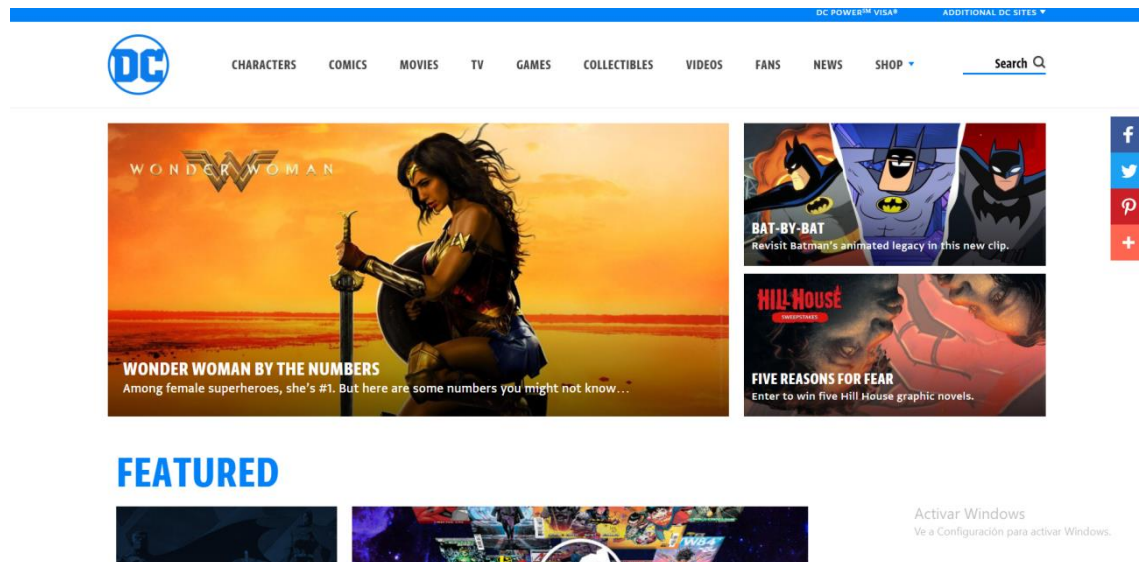 DC POWER℠ VISA®
ADDITIONAL DC SITES
DC
CHARACTERS COMICS MOVIES TV GAMES COLLECTIBLES VIDEOS FANS NEWS SHOP Search
WONDER WOMAN
WONDER WOMAN BY THE NUMBERS
Among female superheroes, she's #1. But here are some numbers you might not know…
BAT-BY-BAT
Revisit Batman's animated legacy in this new clip.
HILL HOUSE
SWEEPSTAKES
FIVE REASONS FOR FEAR
Enter to win five Hill House graphic novels.
FEATURED
Activar Windows
Ve a Configuración para activar Windows.